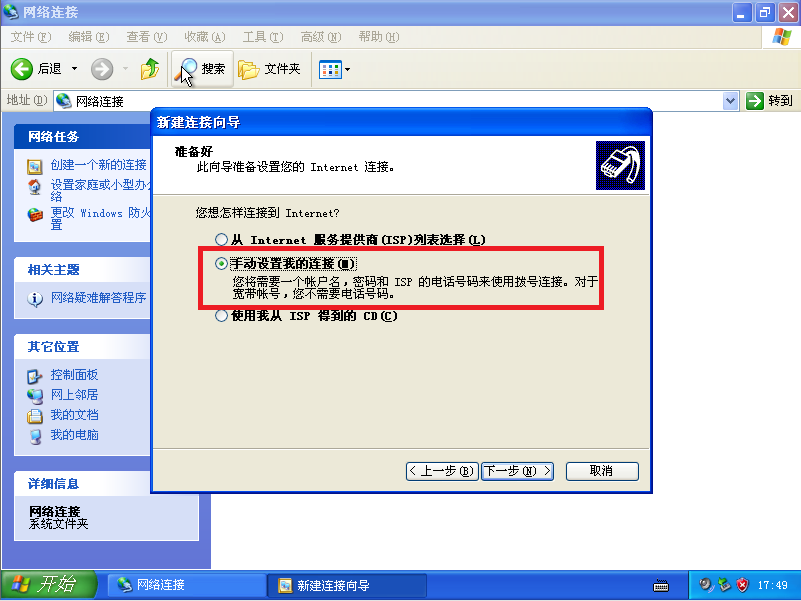 网络连接
文件(F) 编辑(E) 查看(V) 收藏(A) 工具(T) 高级(N) 帮助(H)
后退 搜索 文件夹
地址(D) 网络连接 转到
网络任务
创建一个新的连接
设置家庭或小型办公
络
更改 Windows 防火
置
相关主题
网络疑难解答程序
其它位置
控制面板
网上邻居
我的文档
我的电脑
详细信息
网络连接
系统文件夹
新建连接向导
准备好
此向导准备设置您的 Internet 连接。
您想怎样连接到 Internet?
从 Internet 服务提供商(ISP)列表选择(L)
手动设置我的连接(M)
您将需要一个帐户名，密码和 ISP 的电话号码来使用拨号连接。对于
宽带帐号，您不需要电话号码。
使用我从 ISP 得到的 CD(C)
< 上一步(B) 下一步(N) > 取消
开始 网络连接 新建连接向导 17:49